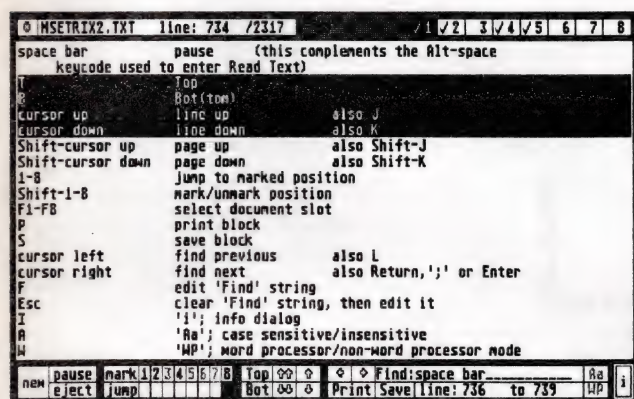 MSETRIX2.TXT line: 734 /2317 √1 √2 3 √4 √5 6 7 8
space bar pause (this complements the Alt-space
keycode used to enter Read Text)
T Top
B Bot(tom)
cursor up line up also J
cursor down line down also K
Shift-cursor up page up also Shift-J
Shift-cursor down page down also Shift-K
1-8 jump to marked position
Shift-1-8 mark/unmark position
F1-F8 select document slot
P print block
S save block
cursor left find previous also L
cursor right find next also Return,';' or Enter
F edit 'Find' string
Esc clear 'Find' string, then edit it
I 'i'; info dialog
A 'Aa'; case sensitive/insensitive
W 'WP'; word processor/non-word processor mode
new pause mark 1 2 3 4 5 6 7 8 Top Find:space bar__________ Aa i
eject jump Bot Print Save line: 736 to 739 WP